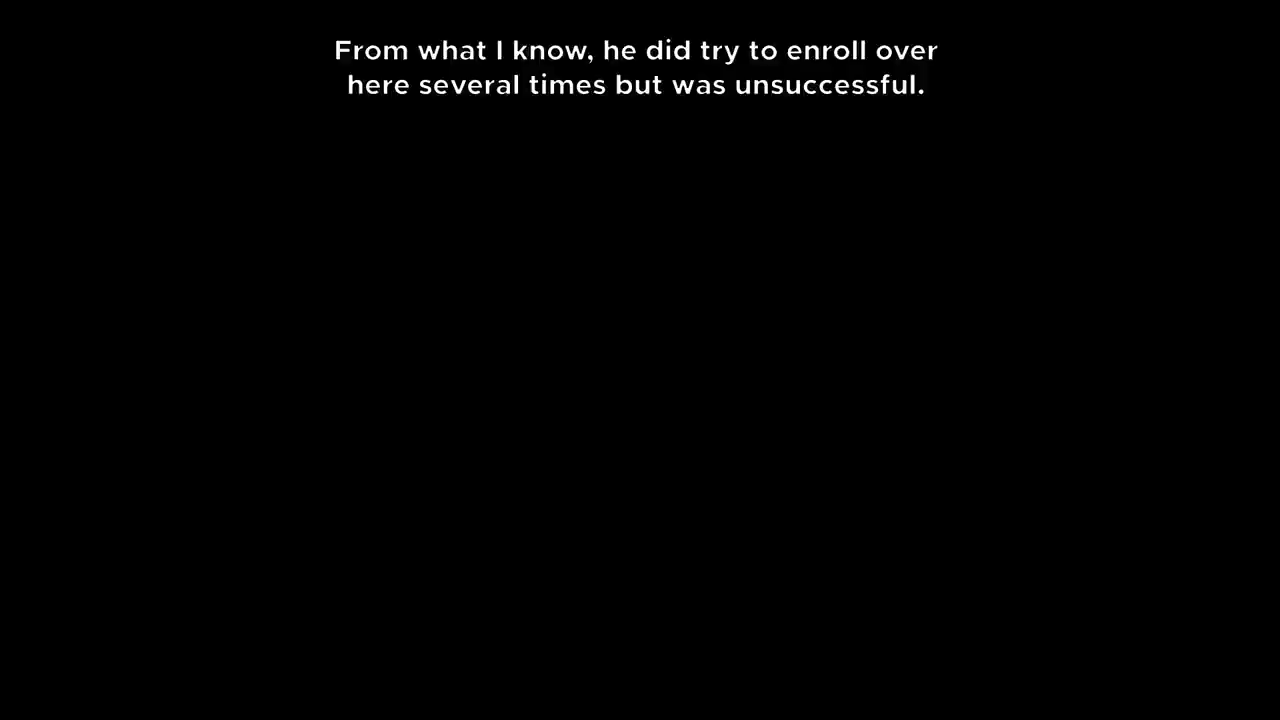 From what I know, he did try to enroll over
here several times but was unsuccessful.